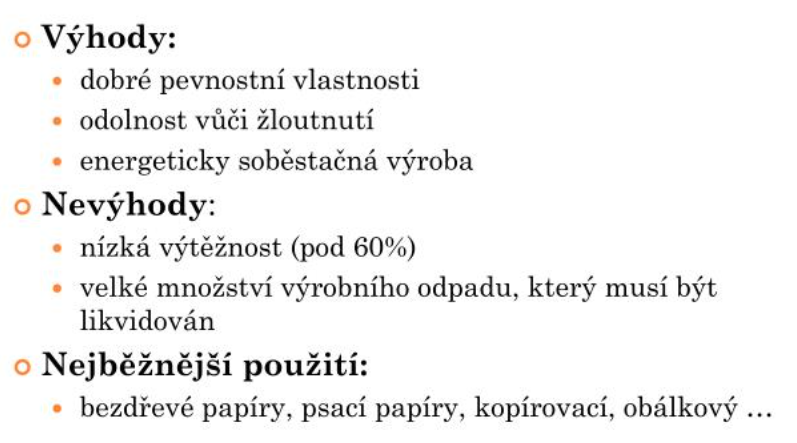 Výhody:
dobré pevnostní vlastnosti
odolnost vůči žloutnutí
energeticky soběstačná výroba
Nevýhody:
nízká výtěžnost (pod 60%)
velké množství výrobního odpadu, který musí být
likvidován
Nejběžnější použití:
bezdřevé papíry, psací papíry, kopírovací, obálkový ...